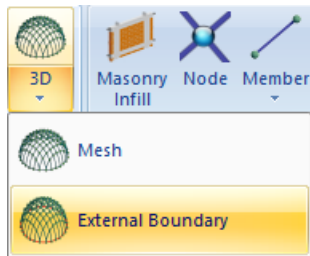 3D
Masonry
Infill
Node
Member
Mesh
External Boundary